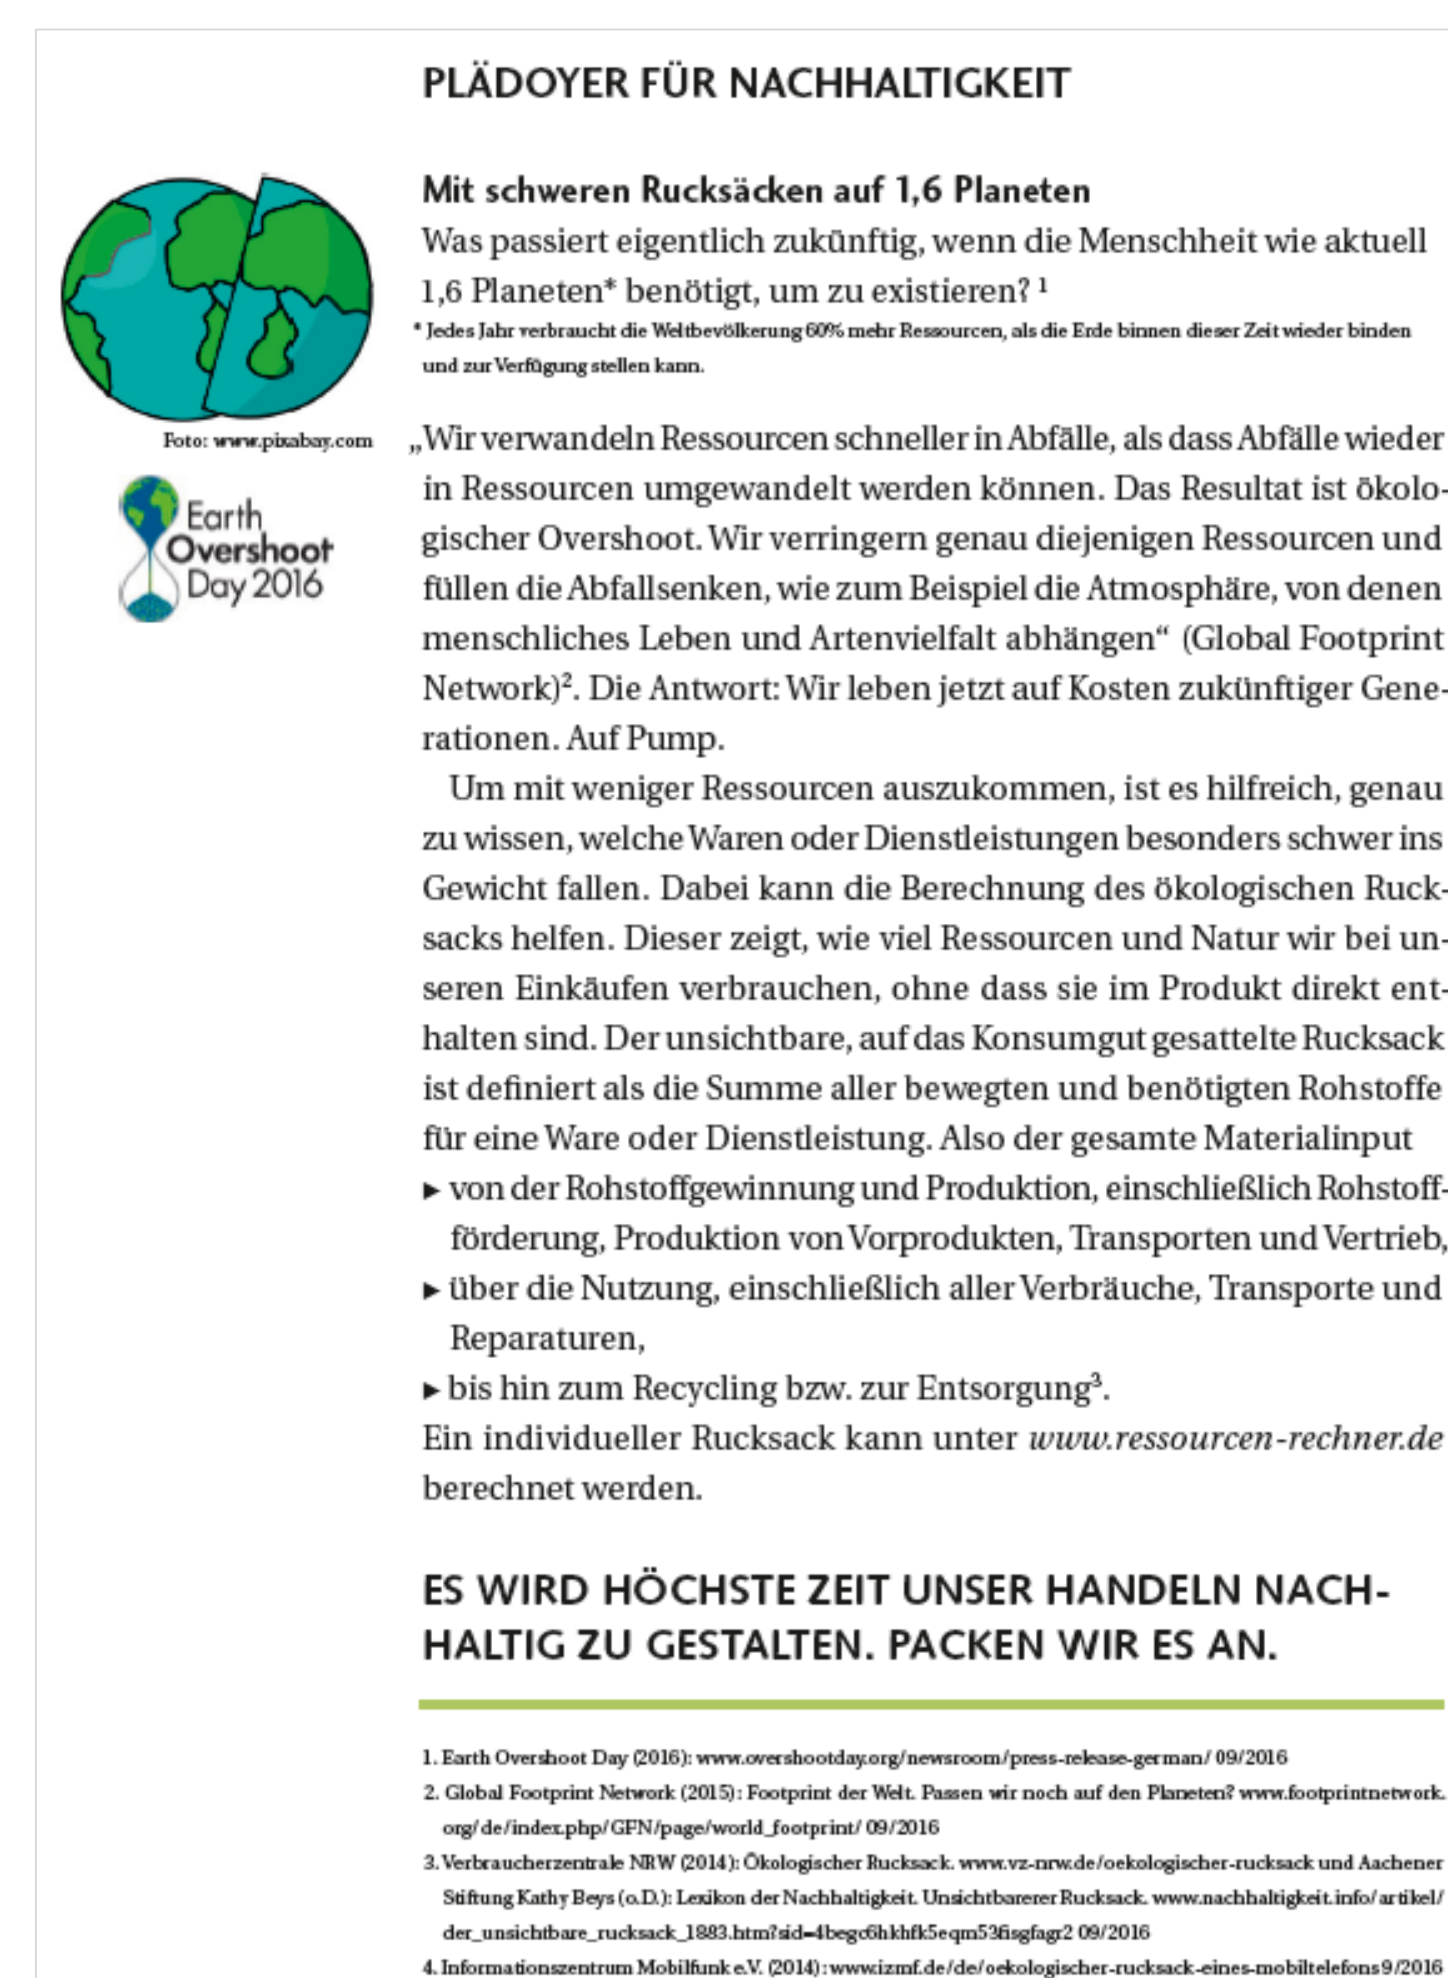 PLÄDOYER FÜR NACHHALTIGKEIT
Mit schweren Rucksäcken auf 1,6 Planeten
Was passiert eigentlich zukünftig, wenn die Menschheit wie aktuell
1,6 Planeten* benötigt, um zu existieren? ¹
* Jedes Jahr verbraucht die Weltbevölkerung 60% mehr Ressourcen, als die Erde binnen dieser Zeit wieder binden
und zur Verfügung stellen kann.
Foto: www.pixabay.com
Earth
Overshoot
Day 2016
„Wir verwandeln Ressourcen schneller in Abfälle, als dass Abfälle wieder
in Ressourcen umgewandelt werden können. Das Resultat ist ökolo-
gischer Overshoot. Wir verringern genau diejenigen Ressourcen und
füllen die Abfallsenken, wie zum Beispiel die Atmosphäre, von denen
menschliches Leben und Artenvielfalt abhängen“ (Global Footprint
Network)². Die Antwort: Wir leben jetzt auf Kosten zukünftiger Gene-
rationen. Auf Pump.
Um mit weniger Ressourcen auszukommen, ist es hilfreich, genau
zu wissen, welche Waren oder Dienstleistungen besonders schwer ins
Gewicht fallen. Dabei kann die Berechnung des ökologischen Ruck-
sacks helfen. Dieser zeigt, wie viel Ressourcen und Natur wir bei un-
seren Einkäufen verbrauchen, ohne dass sie im Produkt direkt ent-
halten sind. Der unsichtbare, auf das Konsumgut gesattelte Rucksack
ist definiert als die Summe aller bewegten und benötigten Rohstoffe
für eine Ware oder Dienstleistung. Also der gesamte Materialinput
▸ von der Rohstoffgewinnung und Produktion, einschließlich Rohstoff-
förderung, Produktion von Vorprodukten, Transporten und Vertrieb,
▸ über die Nutzung, einschließlich aller Verbräuche, Transporte und
Reparaturen,
▸ bis hin zum Recycling bzw. zur Entsorgung³.
Ein individueller Rucksack kann unter www.ressourcen-rechner.de
berechnet werden.
ES WIRD HÖCHSTE ZEIT UNSER HANDELN NACH-
HALTIG ZU GESTALTEN. PACKEN WIR ES AN.
1. Earth Overshoot Day (2016): www.overshootday.org/newsroom/press-release-german/ 09/2016
2. Global Footprint Network (2015): Footprint der Welt. Passen wir noch auf den Planeten? www.footprintnetwork.
org/de/index.php/GFN/page/world_footprint/ 09/2016
3. Verbraucherzentrale NRW (2014): Ökologischer Rucksack. www.vz-nrw.de/oekologischer-rucksack und Aachener
Stiftung Kathy Beys (o.D.): Lexikon der Nachhaltigkeit. Unsichtbarerer Rucksack. www.nachhaltigkeit.info/artikel/
der_unsichtbare_rucksack_1883.htm?sid=4begc6hkhfk5eqm53fisgfagr2 09/2016
4. Informationszentrum Mobilfunk e.V. (2014): www.izmf.de/de/oekologischer-rucksack-eines-mobiltelefons 9/2016